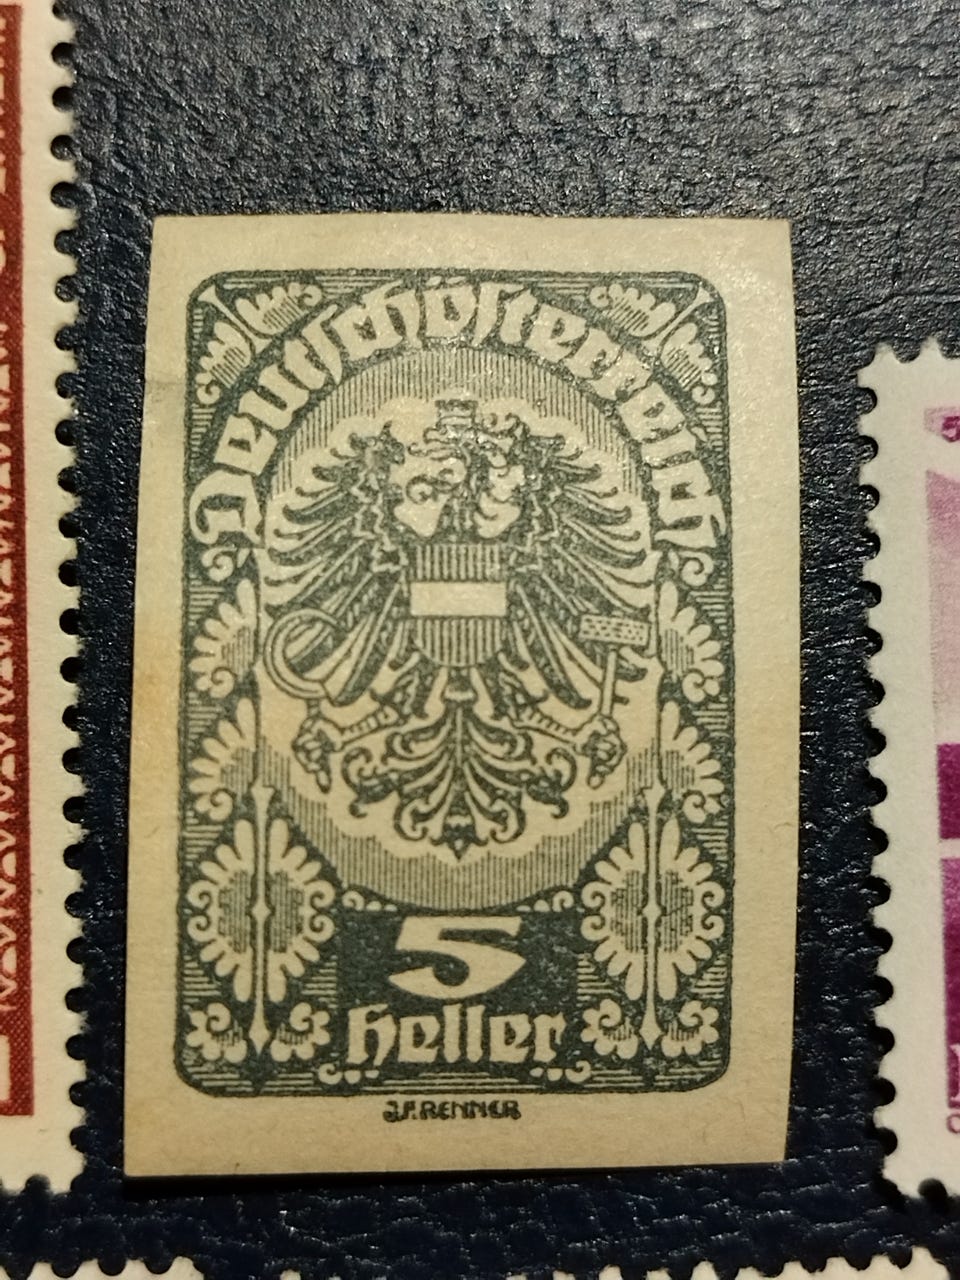 Deutschösterreich
5
Heller
J.F. RENNER